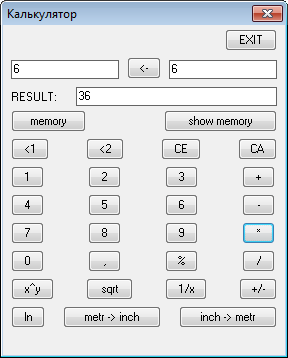 Калькулятор
EXIT
6 <- 6
RESULT: 36
memory show memory
<1 <2 CE CA
1 2 3 +
4 5 6 -
7 8 9 *
0 , % /
x^y sqrt 1/x +/-
ln metr -> inch inch -> metr